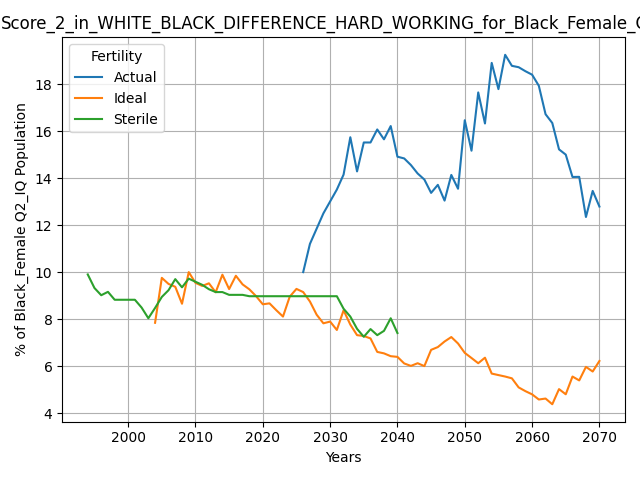 Score_2_in_WHITE_BLACK_DIFFERENCE_HARD_WORKING_for_Black_Female_
Fertility
Actual
Ideal
Sterile
% of Black_Female Q2_IQ Population
18
16
14
12
10
8
6
4
2000
2010
2020
2030
2040
2050
2060
2070
Years